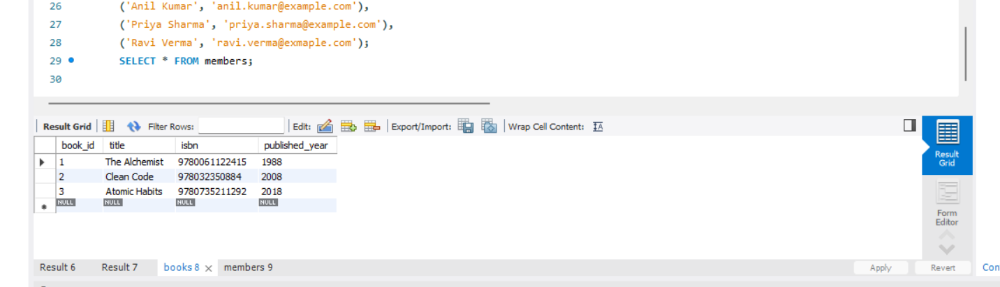 26 ('Anil Kumar', 'anil.kumar@example.com'),
27 ('Priya Sharma', 'priya.sharma@example.com'),
28 ('Ravi Verma', 'ravi.verma@exmaple.com');
29 SELECT * FROM members;
30
Result Grid Filter Rows: Edit: Export/Import: Wrap Cell Content: IA
book_id title isbn published_year
1 The Alchemist 9780061122415 1988
2 Clean Code 978032350884 2008
3 Atomic Habits 9780735211292 2018
NULL NULL NULL NULL
Result
Grid
Form
Editor
Result 6 Result 7 books 8 × members 9 Apply Revert Con